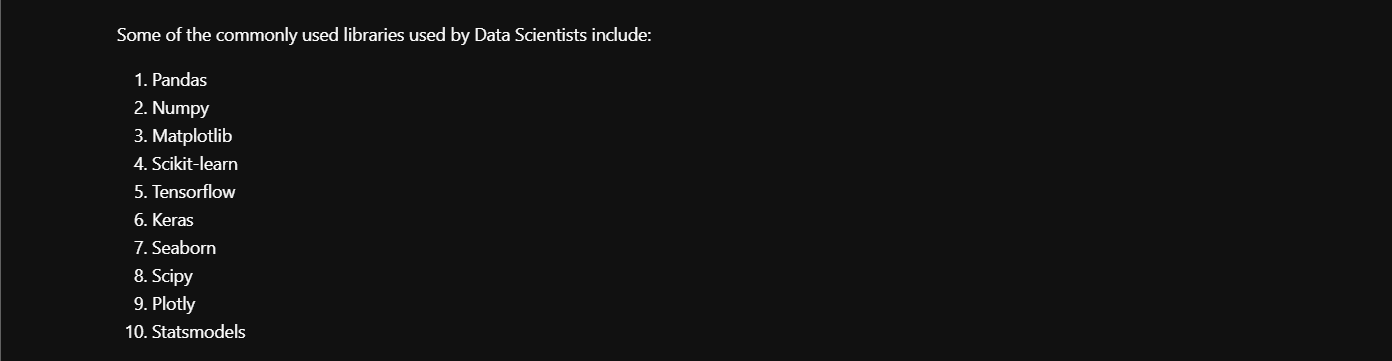 Some of the commonly used libraries used by Data Scientists include:
1. Pandas
2. Numpy
3. Matplotlib
4. Scikit-learn
5. Tensorflow
6. Keras
7. Seaborn
8. Scipy
9. Plotly
10. Statsmodels